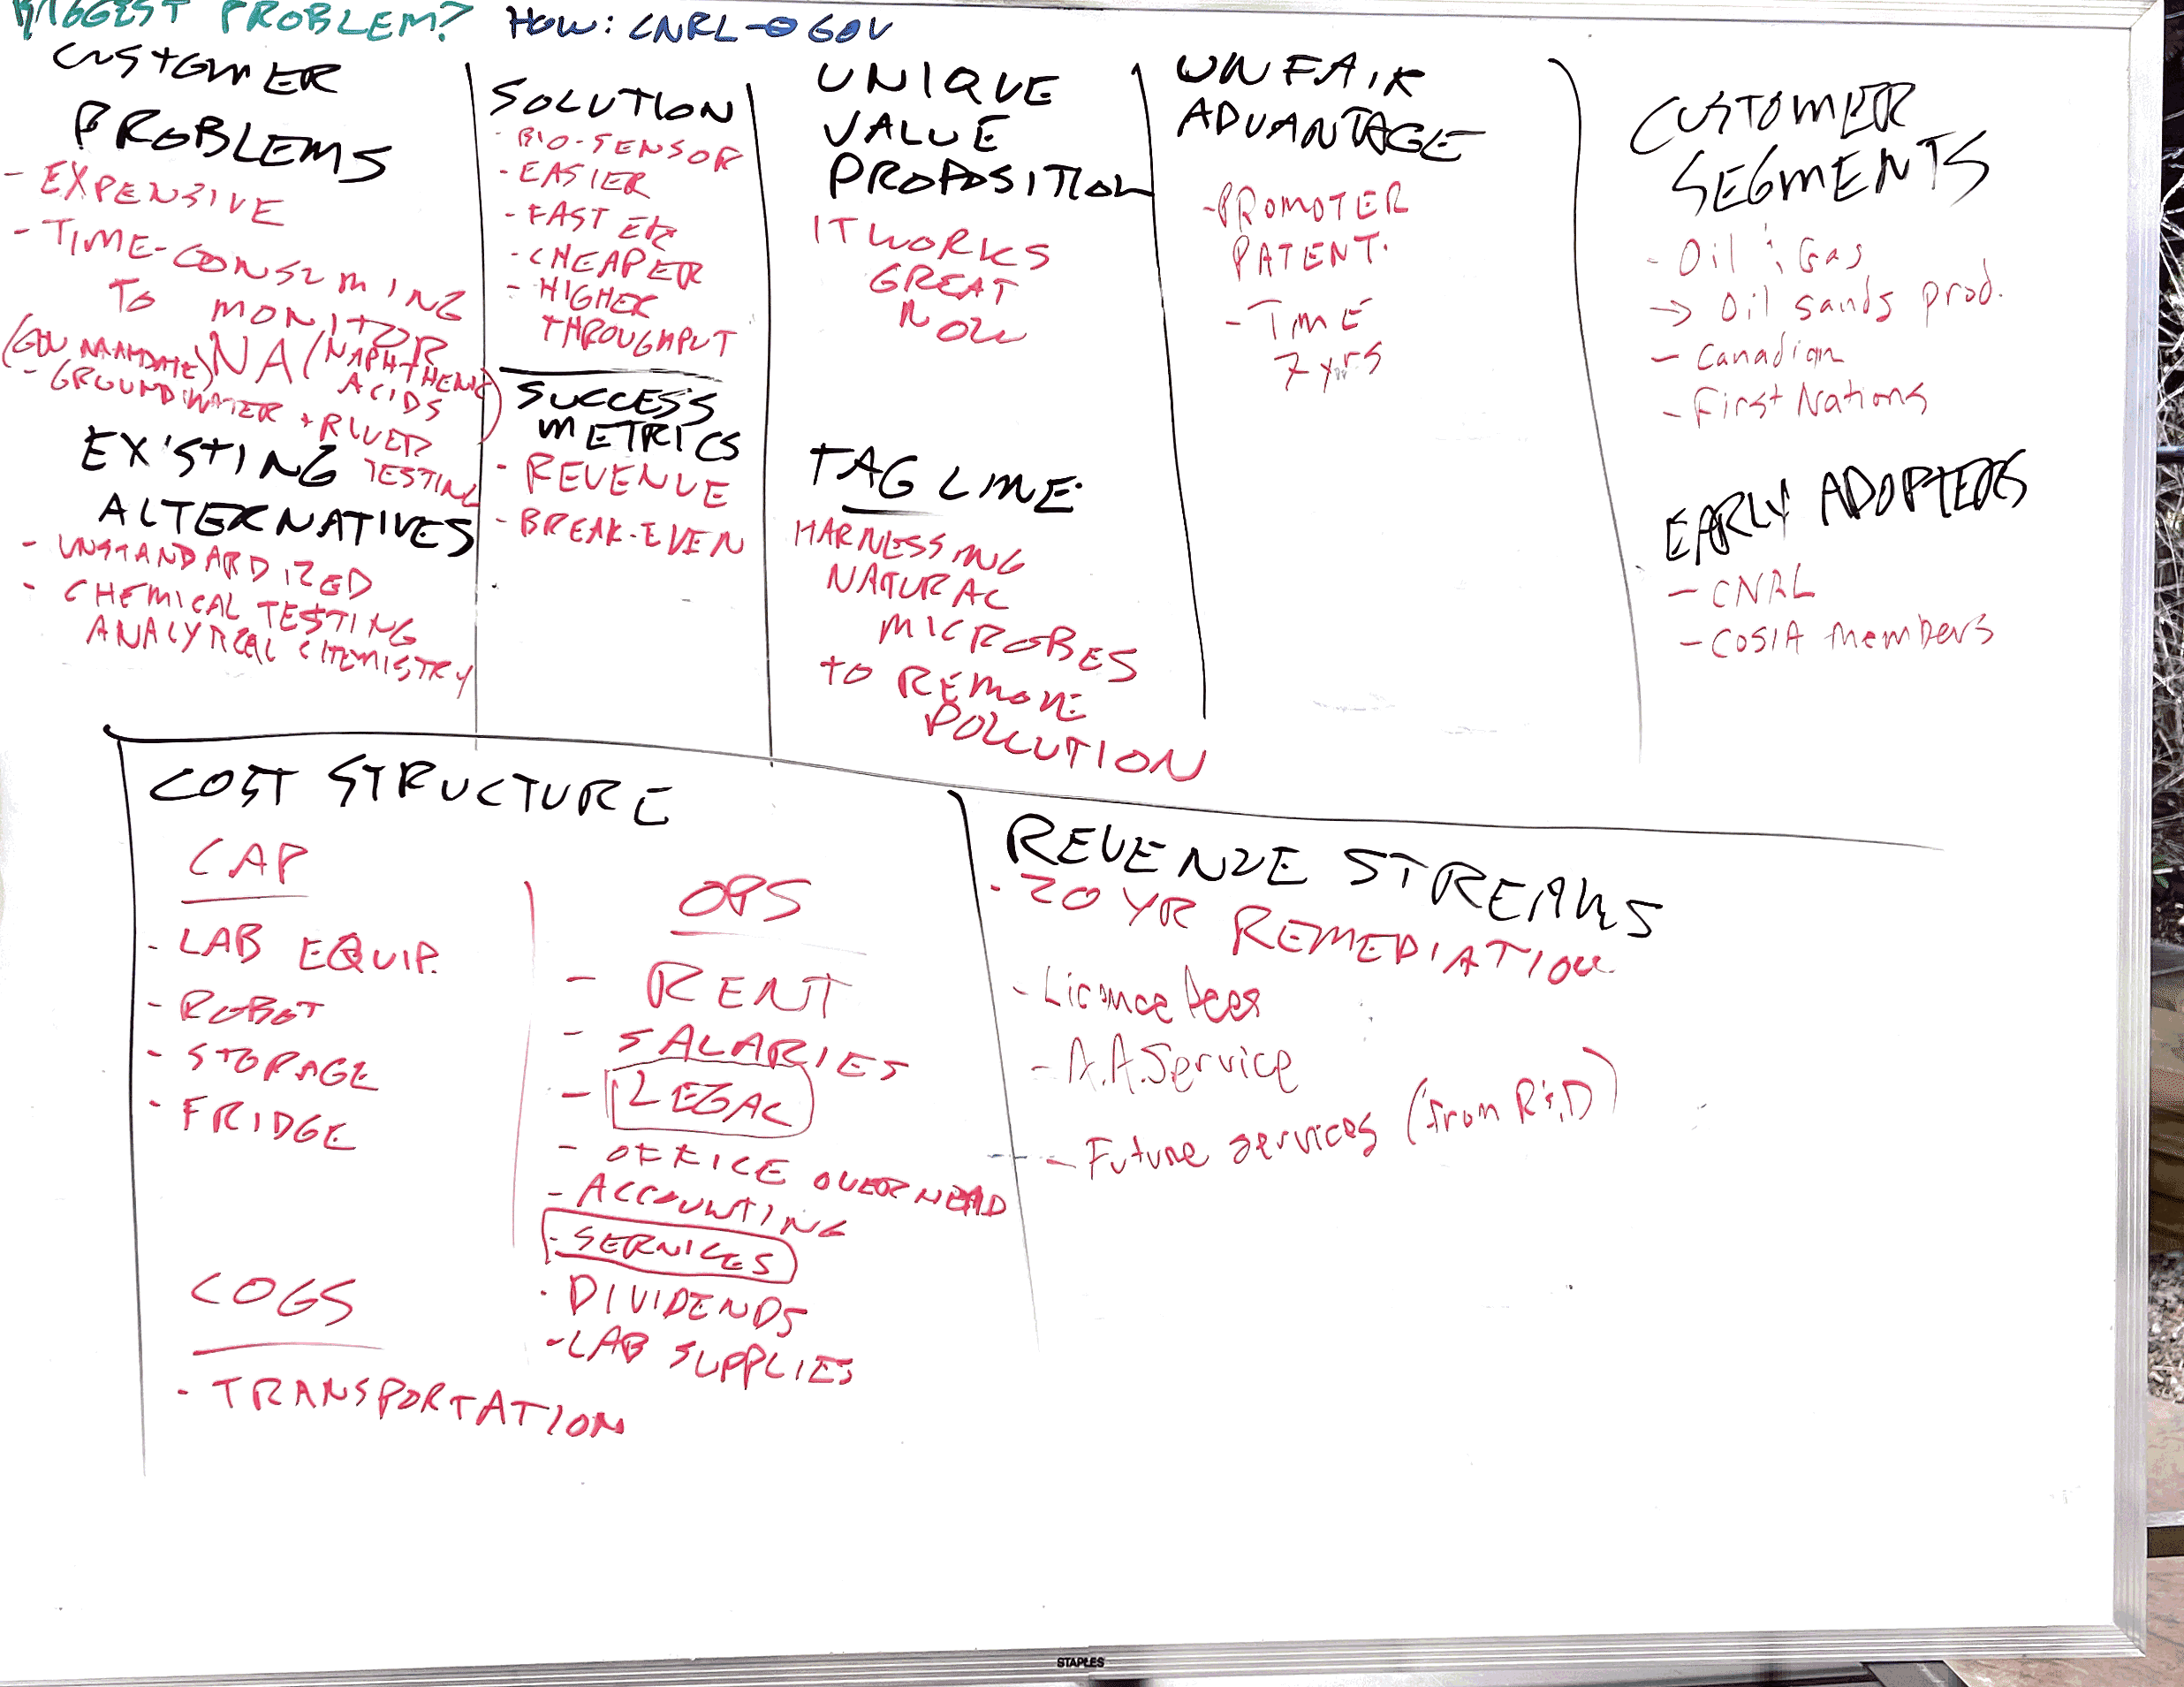 BIGGEST PROBLEM? HOW: CNRL → GOV
CUSTOMER
PROBLEMS
- EXPENSIVE
- TIME-CONSUMING
TO MONITOR
(GOV MANDATE) NA (NAPHTHENIC
ACIDS)
- GROUNDWATER + RIVER
TESTING
EXISTING
ALTERNATIVES
- UNSTANDARDIZED
- CHEMICAL TESTING
ANALYTICAL CHEMISTRY
SOLUTION
- BIO-SENSOR
- EASIER
- FASTER
- CHEAPER
- HIGHER
THROUGHPUT
SUCCESS
METRICS
- REVENUE
- BREAK-EVEN
UNIQUE
VALUE
PROPOSITION
IT WORKS
GREAT
NOW
TAG LINE:
HARNESSING
NATURAL
MICROBES
TO REMOVE
POLLUTION
UNFAIR
ADVANTAGE
- PROMOTER
PATENT.
- TIME
7 yrs
CUSTOMER
SEGMENTS
- Oil & Gas
→ Oil sands prod.
- Canadian
- First Nations
EARLY ADOPTERS
- CNRL
- COSIA members
COST STRUCTURE
CAP
- LAB EQUIP.
- ROBOT
- STORAGE
- FRIDGE
COGS
- TRANSPORTATION
OPS
- RENT
- SALARIES
- LEGAL
- OFFICE OVERHEAD
- ACCOUNTING
- SERVICES
- DIVIDENDS
- LAB SUPPLIES
REVENUE STREAMS
- 20 YR REMEDIATION
- Licence fees
- A.A.Service
- Future services (from R&D)
STAPLES